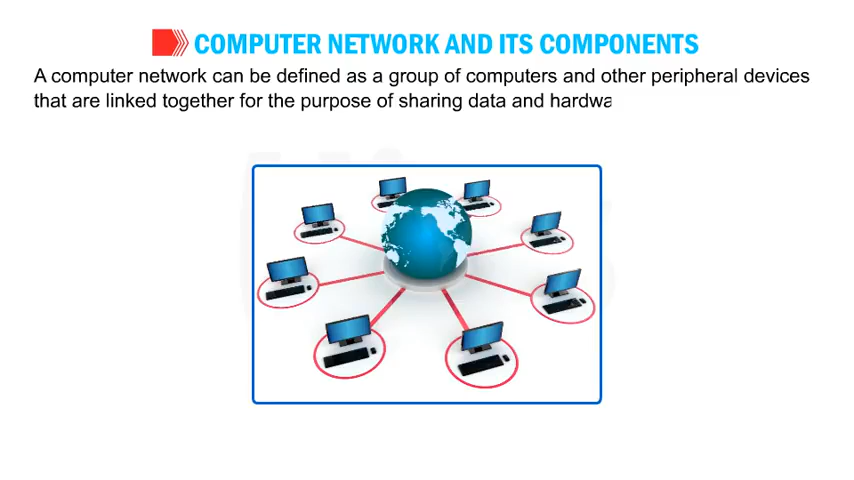 COMPUTER NETWORK AND ITS COMPONENTS
A computer network can be defined as a group of computers and other peripheral devices
that are linked together for the purpose of sharing data and